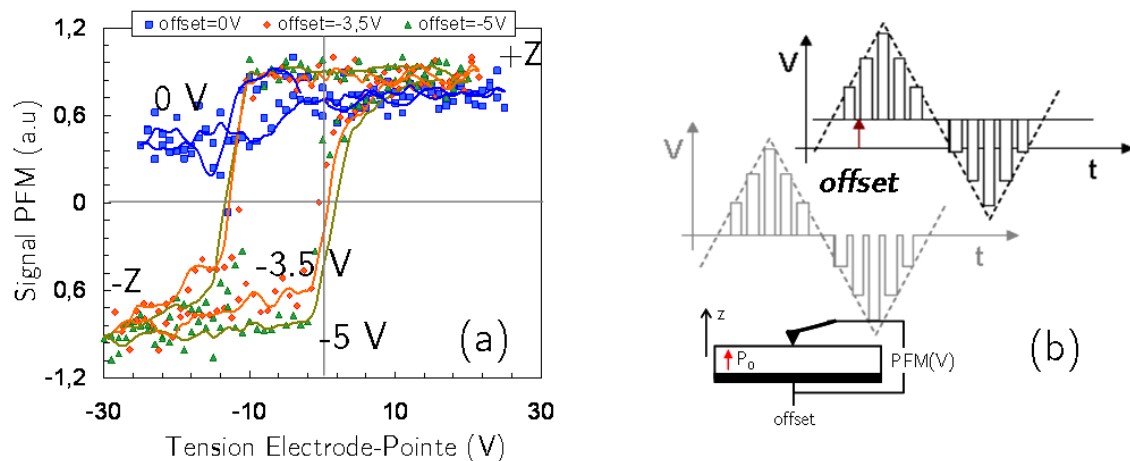 offset=0V offset=-3,5V offset=-5V
1,2
0,6
0
0,6
-1,2
Signal PFM (a.u)
+Z
0 V
-Z
-3.5 V
-5 V
(a)
-30 -10 10 30
Tension Electrode-Pointe (V)
V
offset
t
V
t
z
P₀
PFM(V)
offset
(b)